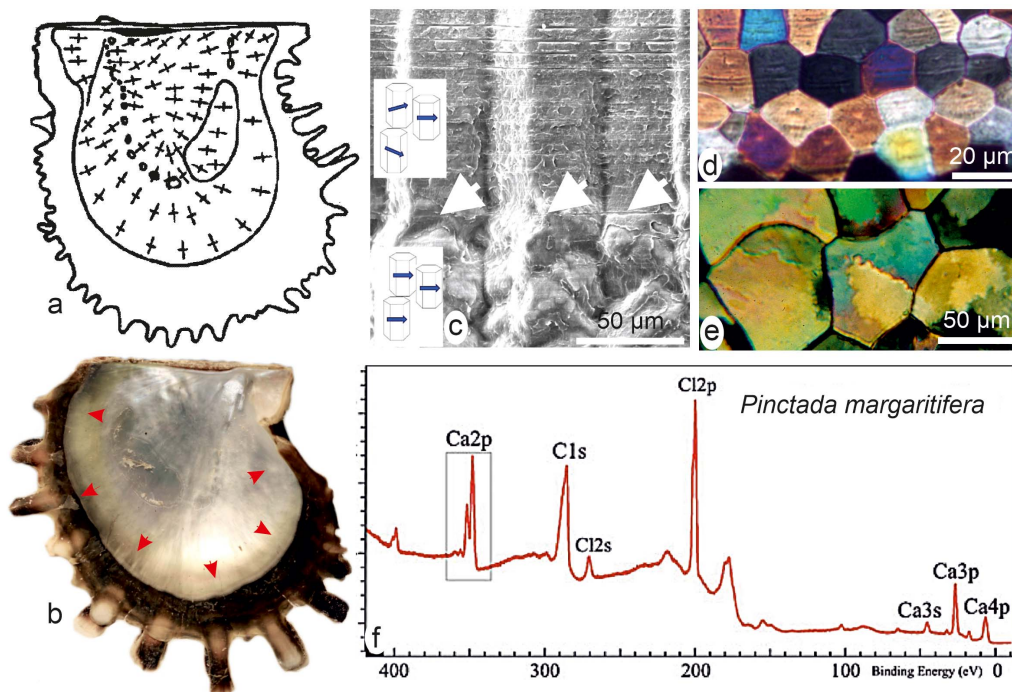 a
b
c
50 µm
d
20 µm
e
50 µm
f
Pinctada margaritifera
Ca2p
C1s
Cl2s
Cl2p
Ca3s
Ca3p
Ca4p
400
300
200
100
Binding Energy (eV)
0